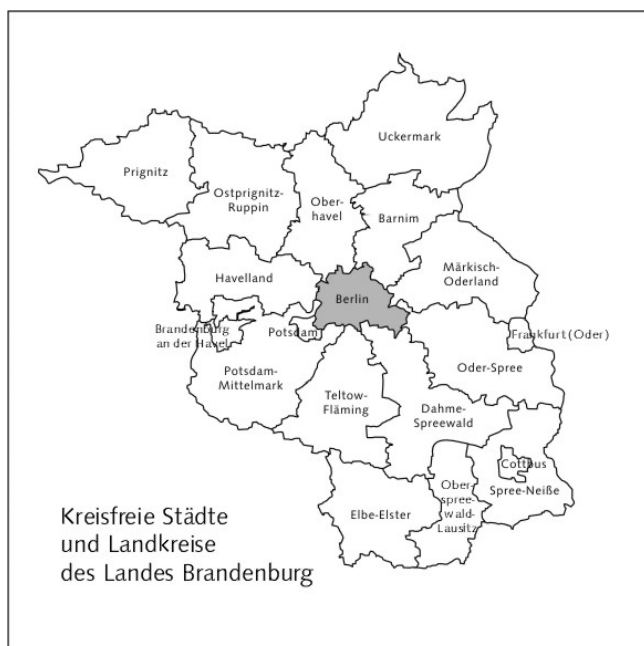 Uckermark
Prignitz
Ostprignitz-
Ruppin
Ober-
havel
Barnim
Havelland
Märkisch-
Oderland
Berlin
Brandenburg
an der Havel
Potsdam
Frankfurt (Oder)
Potsdam-
Mittelmark
Oder-Spree
Teltow-
Fläming
Dahme-
Spreewald
Cottbus
Spree-Neiße
Ober-
spree-
wald-
Lausitz
Elbe-Elster
Kreisfreie Städte
und Landkreise
des Landes Brandenburg